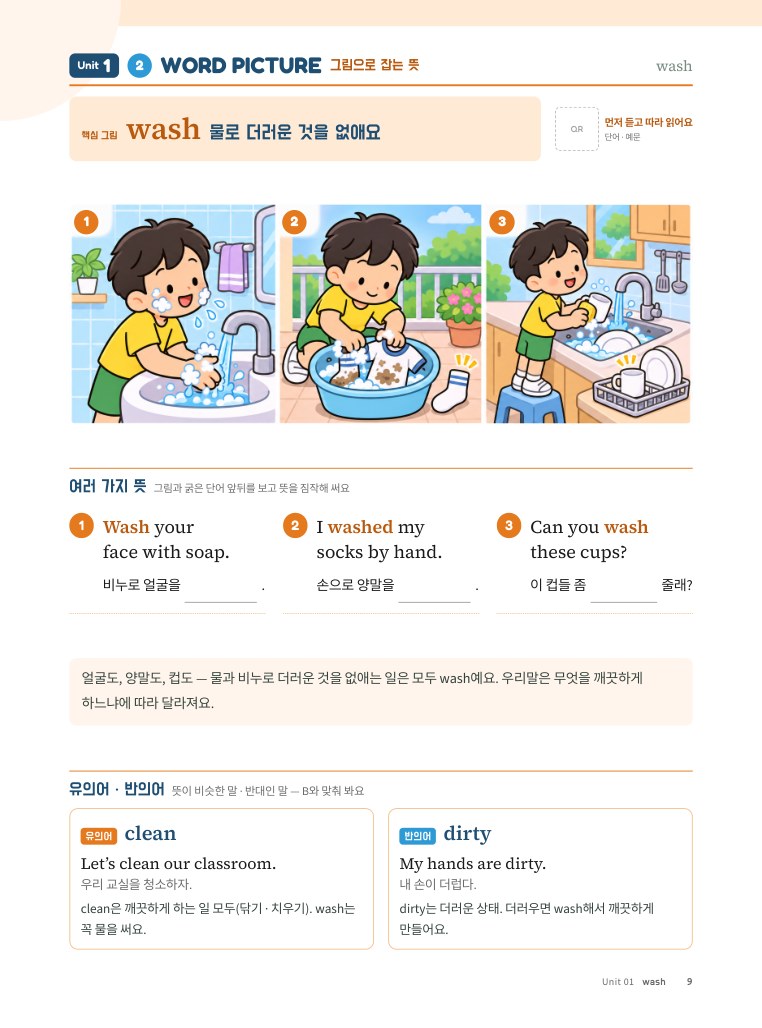 Unit 1 2 WORD PICTURE 그림으로 잡는 뜻 wash
핵심 그림 wash 물로 더러운 것을 없애요
QR
먼저 듣고 따라 읽어요
단어 · 예문
1 2 3
여러 가지 뜻 그림과 굵은 단어 앞뒤를 보고 뜻을 짐작해 써요
1 Wash your
face with soap.
비누로 얼굴을 ________ .
2 I washed my
socks by hand.
손으로 양말을 ________ .
3 Can you wash
these cups?
이 컵들 좀 ________ 줄래?
얼굴도, 양말도, 컵도 — 물과 비누로 더러운 것을 없애는 일은 모두 wash예요. 우리말은 무엇을 깨끗하게
하느냐에 따라 달라져요.
유의어 · 반의어 뜻이 비슷한 말 · 반대인 말 — B와 맞춰 봐요
유의어 clean
Let's clean our classroom.
우리 교실을 청소하자.
clean은 깨끗하게 하는 일 모두(닦기 · 치우기). wash는
꼭 물을 써요.
반의어 dirty
My hands are dirty.
내 손이 더럽다.
dirty는 더러운 상태. 더러우면 wash해서 깨끗하게
만들어요.
Unit 01 wash 9